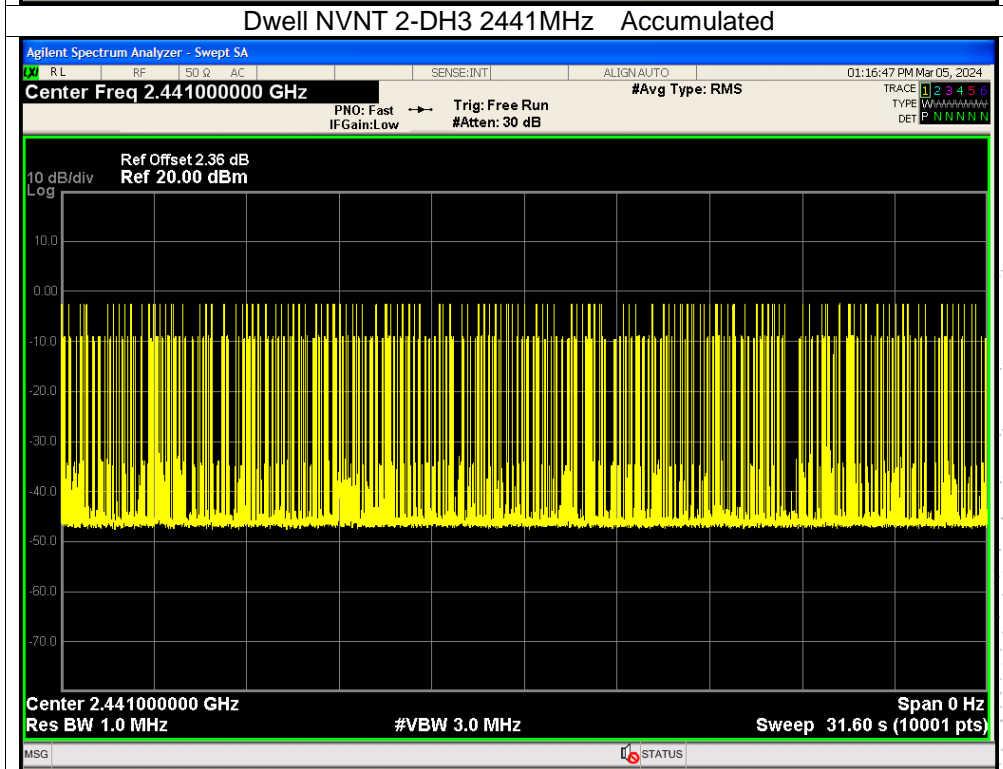 Dwell NVNT 2-DH3 2441MHz Accumulated
Agilent Spectrum Analyzer - Swept SA
LXI RL RF 50 Ω AC SENSE:INT ALIGN AUTO 01:16:47 PM Mar 05, 2024
Center Freq 2.441000000 GHz #Avg Type: RMS TRACE 1 2 3 4 5 6
PNO: Fast Trig: Free Run TYPE W
IFGain:Low #Atten: 30 dB DET P N N N N N
Ref Offset 2.36 dB
10 dB/div Ref 20.00 dBm
Log
10.0
0.00
-10.0
-20.0
-30.0
-40.0
-50.0
-60.0
-70.0
Center 2.441000000 GHz Span 0 Hz
Res BW 1.0 MHz #VBW 3.0 MHz Sweep 31.60 s (10001 pts)
MSG STATUS